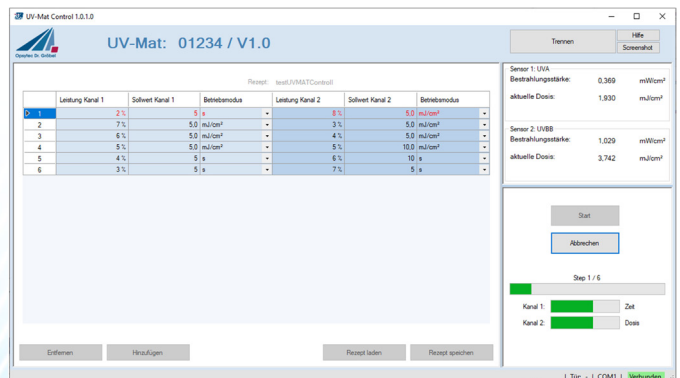 UV-Mat Control 1.0.1.0
Opsytec Dr. Gröbel
UV-Mat: 01234 / V1.0
Trennen
Hilfe
Screenshot
Rezept: testUVMATControll
Leistung Kanal 1 Sollwert Kanal 1 Betriebsmodus Leistung Kanal 2 Sollwert Kanal 2 Betriebsmodus
1 2 % 5 s 8 % 5,0 mJ/cm²
2 7 % 5,0 mJ/cm² 3 % 5,0 mJ/cm²
3 6 % 5,0 mJ/cm² 4 % 5,0 mJ/cm²
4 5 % 5,0 mJ/cm² 5 % 10,0 mJ/cm²
5 4 % 5 s 6 % 10 s
6 3 % 5 s 7 % 5 s
Entfernen Hinzufügen Rezept laden Rezept speichern
Sensor 1: UVA
Bestrahlungsstärke: 0,369 mW/cm²
aktuelle Dosis: 1,930 mJ/cm²
Sensor 2: UVBB
Bestrahlungsstärke: 1,029 mW/cm²
aktuelle Dosis: 3,742 mJ/cm²
Start
Abbrechen
Step 1 / 6
Kanal 1: Zeit
Kanal 2: Dosis
| Tür: - | COM1 | Verbunden